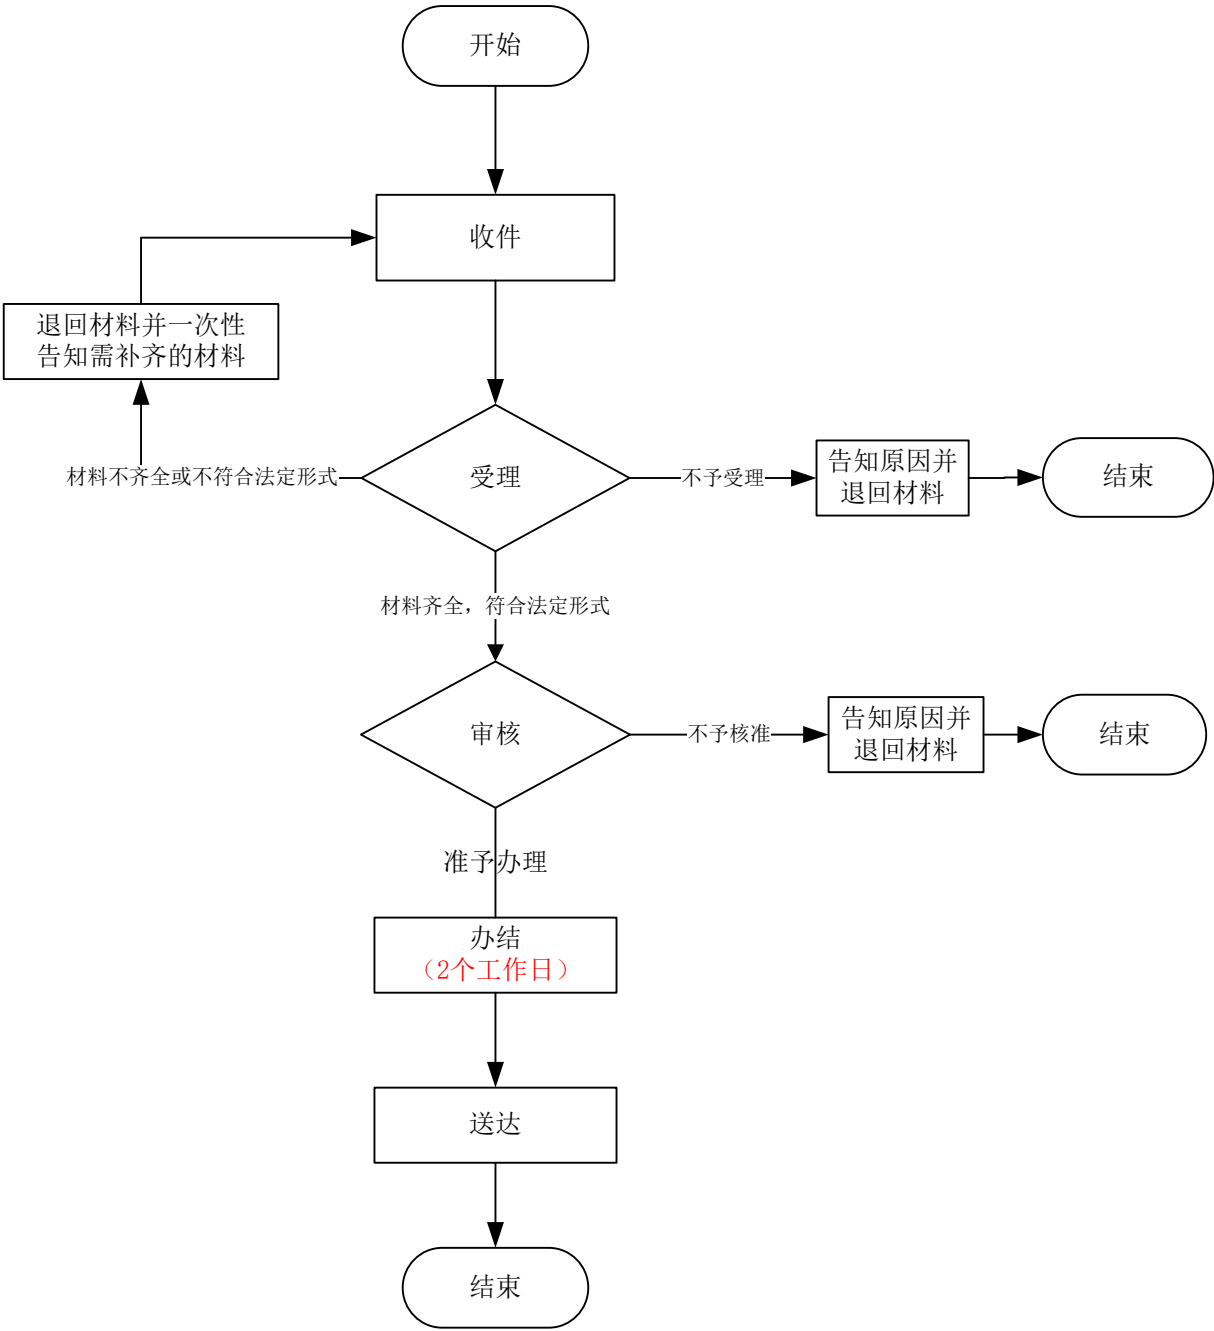 开始
收件
退回材料并一次性
告知需补齐的材料
材料不齐全或不符合法定形式
受理
不予受理
告知原因并
退回材料
结束
材料齐全，符合法定形式
审核
不予核准
告知原因并
退回材料
结束
准予办理
办结
（2个工作日）
送达
结束